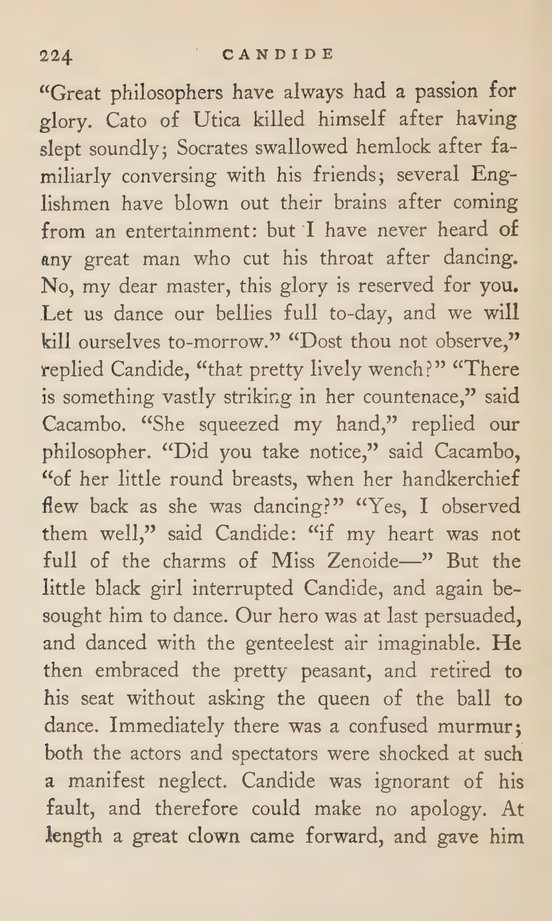 224 CANDIDE
“Great philosophers have always had a passion for
glory. Cato of Utica killed himself after having
slept soundly; Socrates swallowed hemlock after fa-
miliarly conversing with his friends; several Eng-
lishmen have blown out their brains after coming
from an entertainment: but I have never heard of
any great man who cut his throat after dancing.
No, my dear master, this glory is reserved for you.
Let us dance our bellies full to-day, and we will
kill ourselves to-morrow.” “Dost thou not observe,”
replied Candide, “that pretty lively wench?” “There
is something vastly striking in her countenace,” said
Cacambo. “She squeezed my hand,” replied our
philosopher. “Did you take notice,” said Cacambo,
“of her little round breasts, when her handkerchief
flew back as she was dancing?” “Yes, I observed
them well,” said Candide: “if my heart was not
full of the charms of Miss Zenoide—” But the
little black girl interrupted Candide, and again be-
sought him to dance. Our hero was at last persuaded,
and danced with the genteelest air imaginable. He
then embraced the pretty peasant, and retired to
his seat without asking the queen of the ball to
dance. Immediately there was a confused murmur;
both the actors and spectators were shocked at such
a manifest neglect. Candide was ignorant of his
fault, and therefore could make no apology. At
length a great clown came forward, and gave him